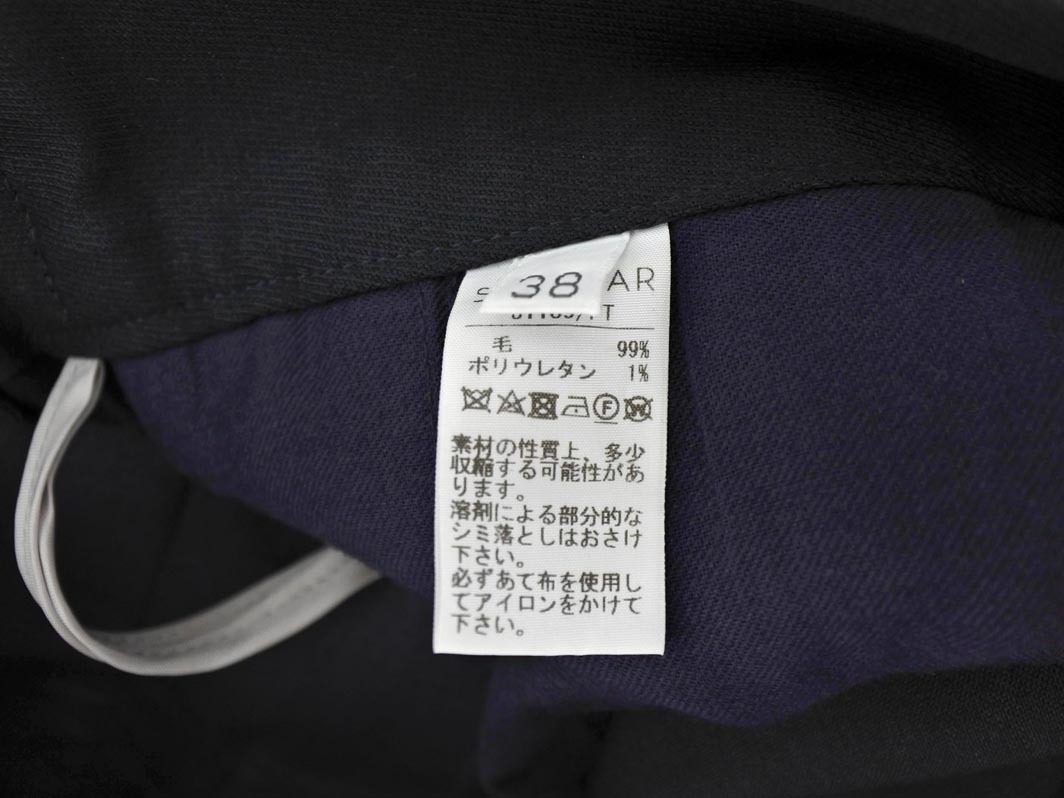 38
AR
毛 99%
ポリウレタン 1%
F
W
素材の性質上、多少
収縮する可能性があ
ります。
溶剤による部分的な
シミ落としはおさけ
下さい。
必ずあて布を使用し
てアイロンをかけて
下さい。